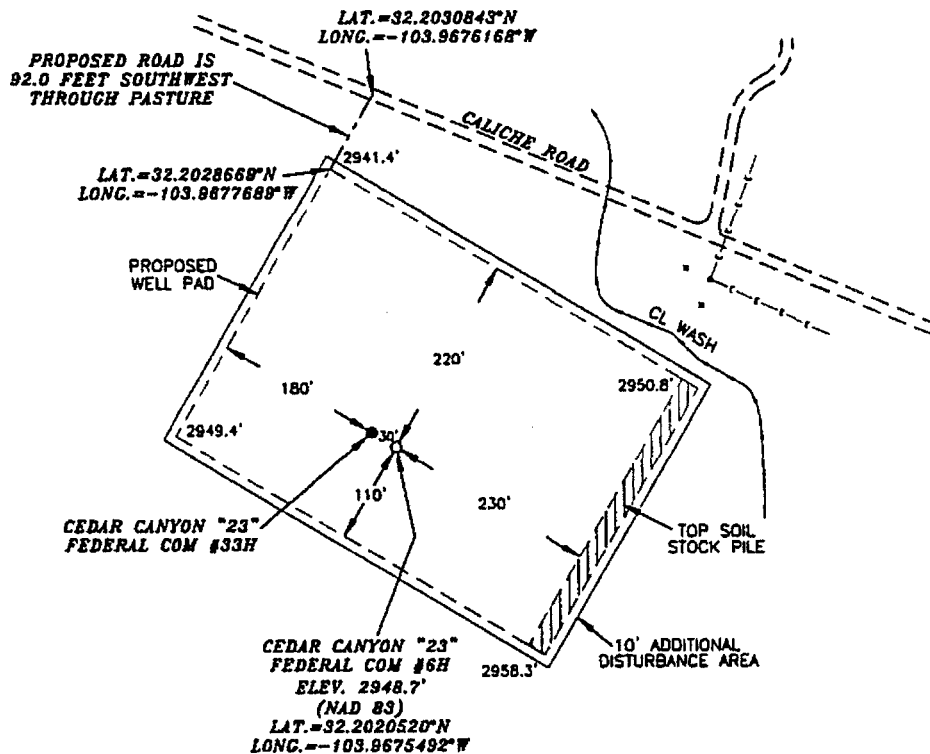 LAT.=32.2030843°N
LONG.=-103.9676168°W
PROPOSED ROAD IS
92.0 FEET SOUTHWEST
THROUGH PASTURE
CALICHE ROAD
2941.4'
LAT.=32.2028669°N
LONG.=-103.9677689°W
PROPOSED
WELL PAD
CL WASH
220'
2950.8'
180'
2949.4'
30'
110'
230'
CEDAR CANYON "23"
FEDERAL COM #33H
TOP SOIL
STOCK PILE
CEDAR CANYON "23"
FEDERAL COM #6H
ELEV. 2948.7'
(NAD 83)
LAT.=32.2020520°N
LONG.=-103.9675492°W
2958.3'
10' ADDITIONAL
DISTURBANCE AREA